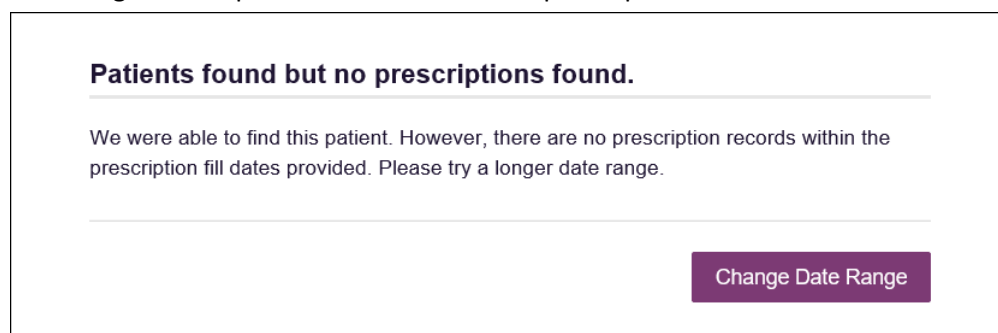 Patients found but no prescriptions found.
We were able to find this patient. However, there are no prescription records within the
prescription fill dates provided. Please try a longer date range.
Change Date Range